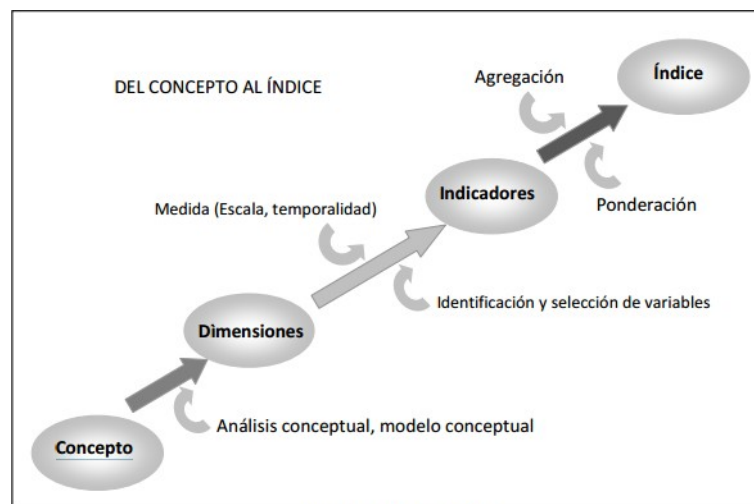 DEL CONCEPTO AL ÍNDICE
Agregación
Índice
Indicadores
Ponderación
Medida (Escala, temporalidad)
Identificación y selección de variables
Dimensiones
Análisis conceptual, modelo conceptual
Concepto